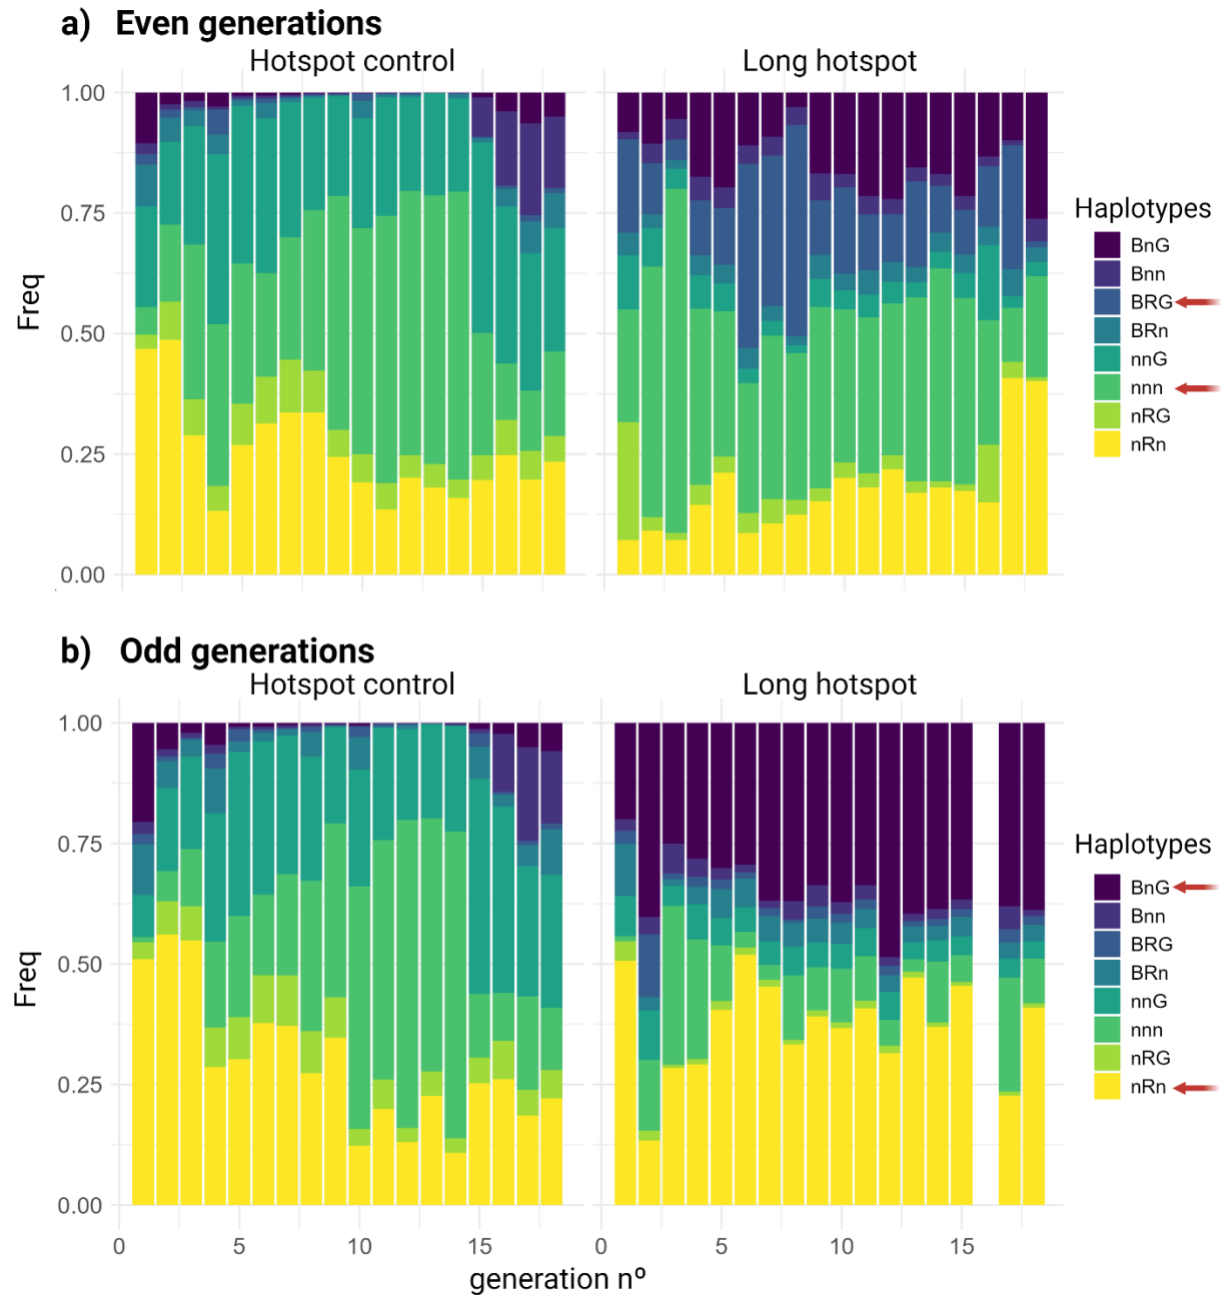 a) Even generations
Hotspot control
Long hotspot
1.00
0.75
0.50
0.25
0.00
Freq
Haplotypes
BnG
Bnn
BRG
BRn
nnG
nnn
nRG
nRn
b) Odd generations
Hotspot control
Long hotspot
1.00
0.75
0.50
0.25
0.00
Freq
0 5 10 15
0 5 10 15
generation nº
Haplotypes
BnG
Bnn
BRG
BRn
nnG
nnn
nRG
nRn